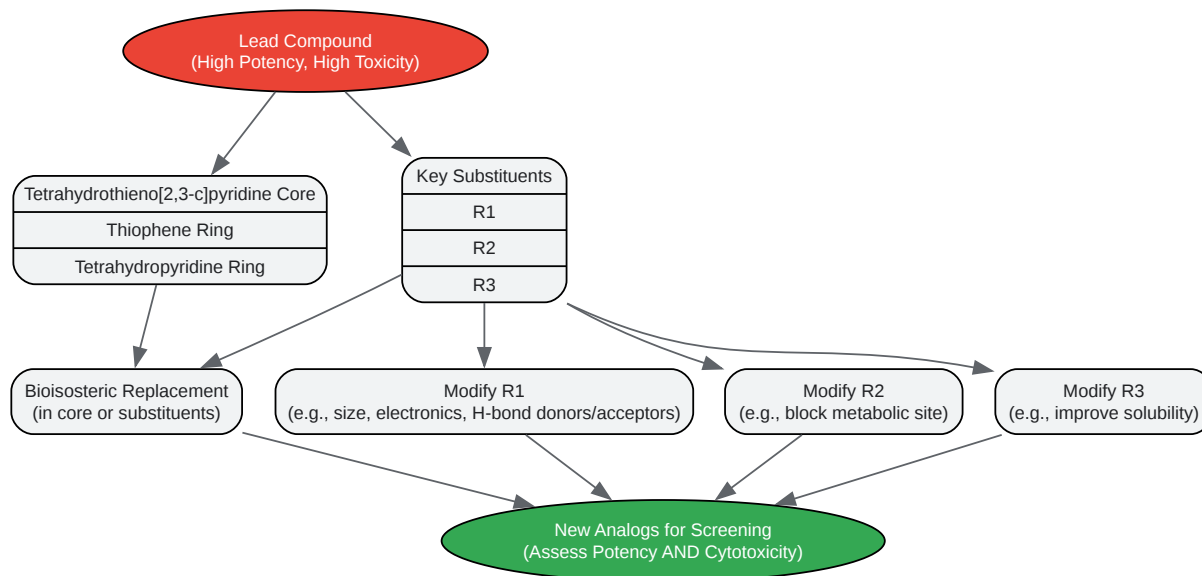 Lead Compound
(High Potency, High Toxicity)
Tetrahydrothieno[2,3-c]pyridine Core
Thiophene Ring
Tetrahydropyridine Ring
Key Substituents
R1
R2
R3
Bioisosteric Replacement
(in core or substituents)
Modify R1
(e.g., size, electronics, H-bond donors/acceptors)
Modify R2
(e.g., block metabolic site)
Modify R3
(e.g., improve solubility)
New Analogs for Screening
(Assess Potency AND Cytotoxicity)